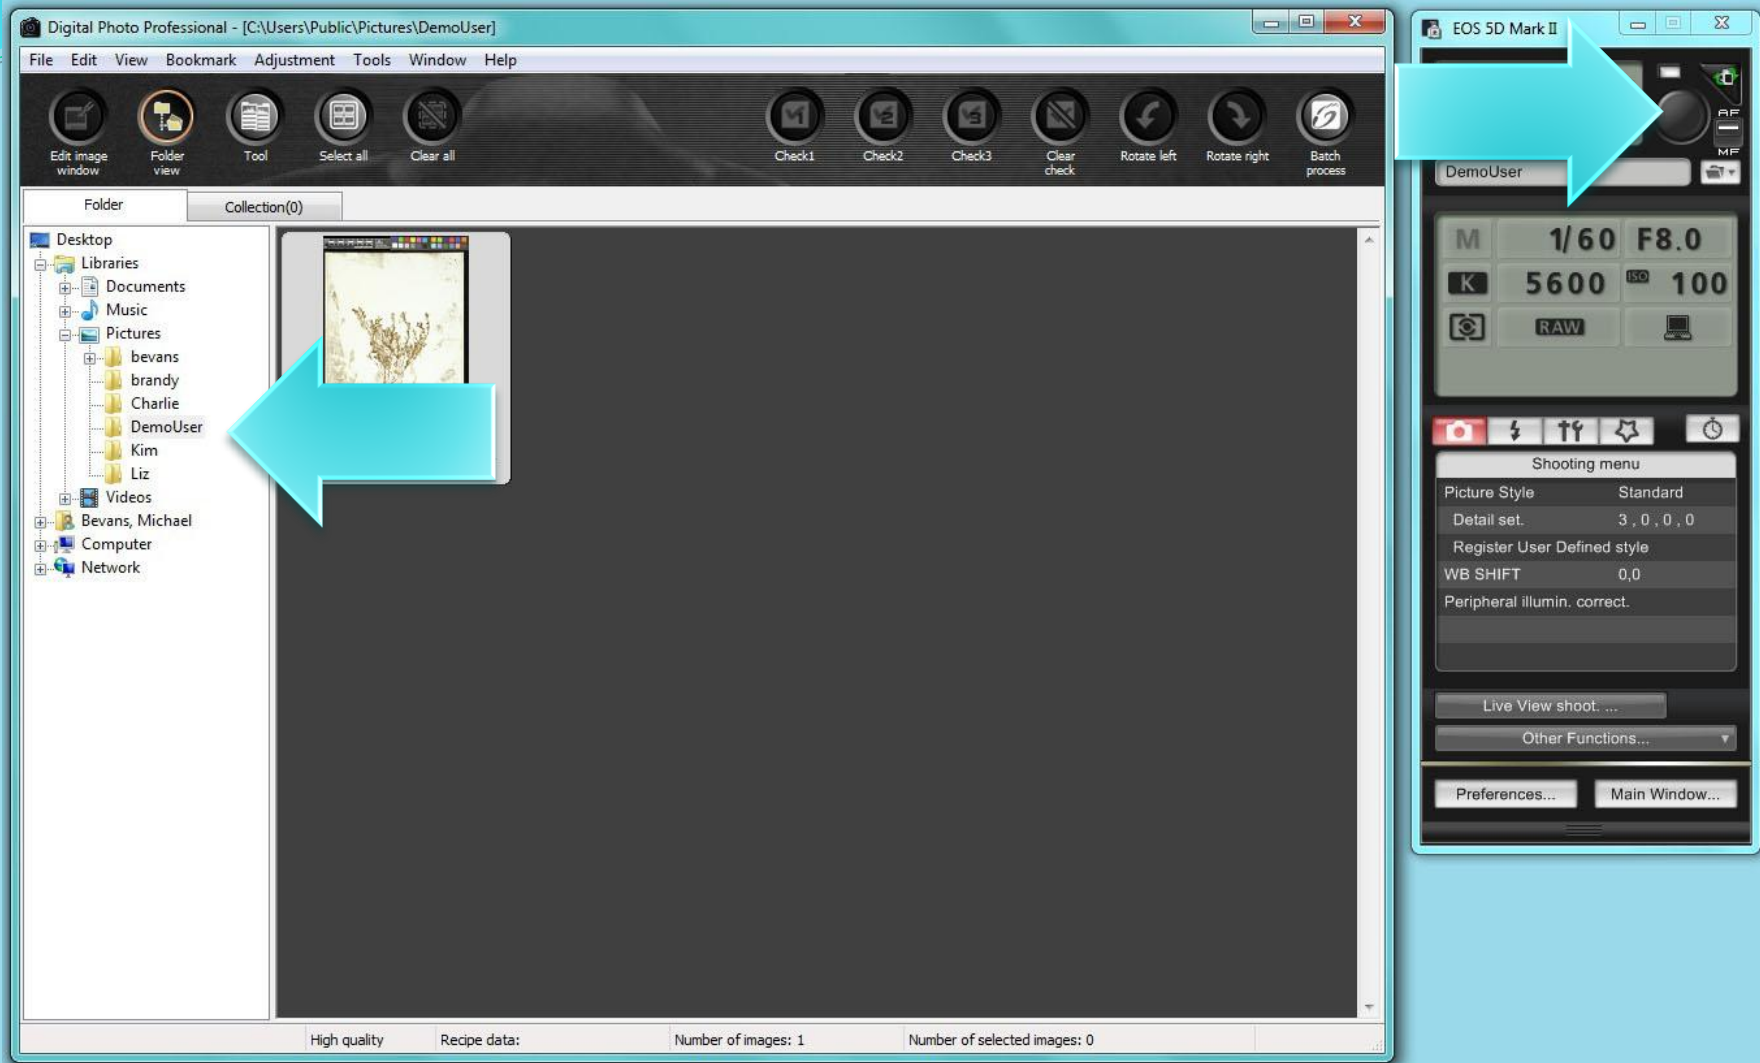 Digital Photo Professional - [C:\Users\Public\Pictures\DemoUser]
File Edit View Bookmark Adjustment Tools Window Help
Edit image window
Folder view
Tool
Select all
Clear all
Check1
Check2
Check3
Clear check
Rotate left
Rotate right
Batch process
Folder
Collection(0)
Desktop
Libraries
Documents
Music
Pictures
bevans
brandy
Charlie
DemoUser
Kim
Liz
Videos
Bevans, Michael
Computer
Network
High quality
Recipe data:
Number of images: 1
Number of selected images: 0
EOS 5D Mark II
AF
MF
DemoUser
M 1/60 F8.0
K 5600 ISO 100
RAW
Shooting menu
Picture Style Standard
Detail set. 3 , 0 , 0 , 0
Register User Defined style
WB SHIFT 0,0
Peripheral illumin. correct.
Live View shoot. ...
Other Functions...
Preferences...
Main Window...